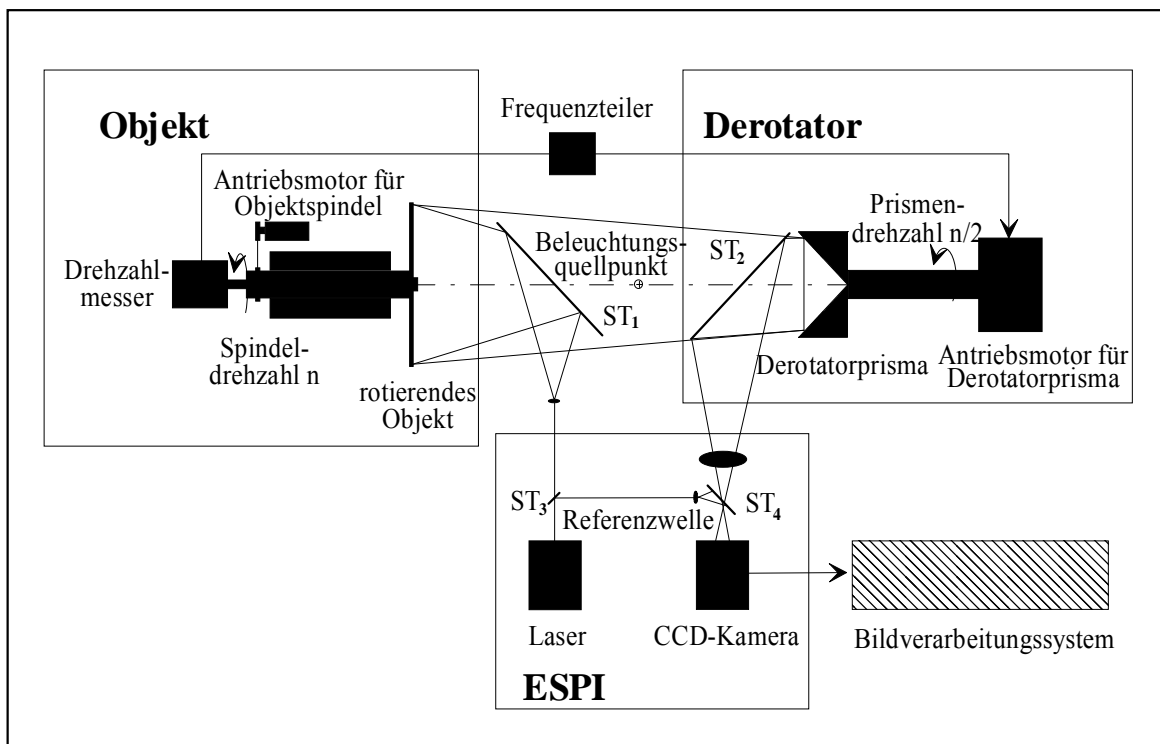 Objekt
Frequenzteiler
Derotator
Antriebsmotor für
Objektspindel
Drehzahl-
messer
Spindel-
drehzahl n
rotierendes
Objekt
Beleuchtungs-
quellpunkt
ST1
ST2
Prismen-
drehzahl n/2
Derotatorprisma
Antriebsmotor für
Derotatorprisma
ST3
Referenzwelle
ST4
Laser
CCD-Kamera
Bildverarbeitungssystem
ESPI